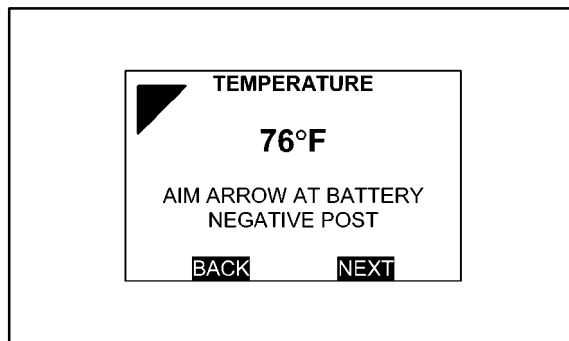 TEMPERATURE
76°F
AIM ARROW AT BATTERY
NEGATIVE POST
BACK NEXT